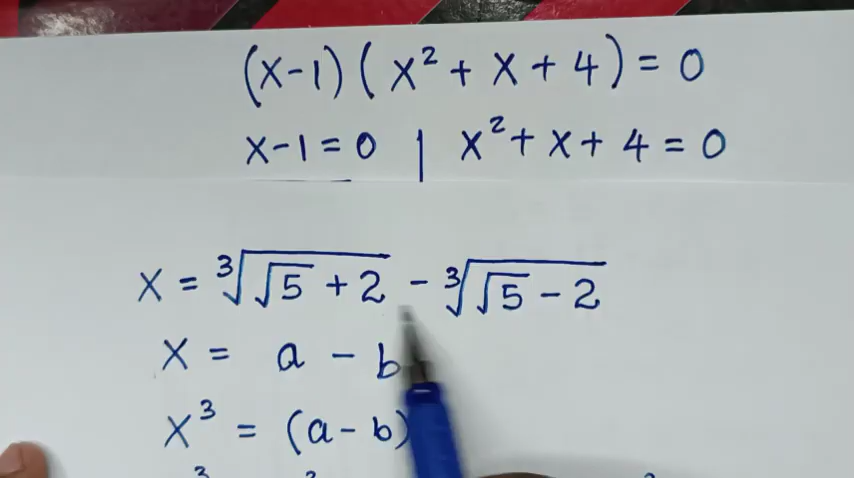 (x-1)(x² + x + 4) = 0
x-1 = 0 | x² + x + 4 = 0
x = ∛(√5 + 2) - ∛(√5 - 2)
x = a - b
x³ = (a - b)